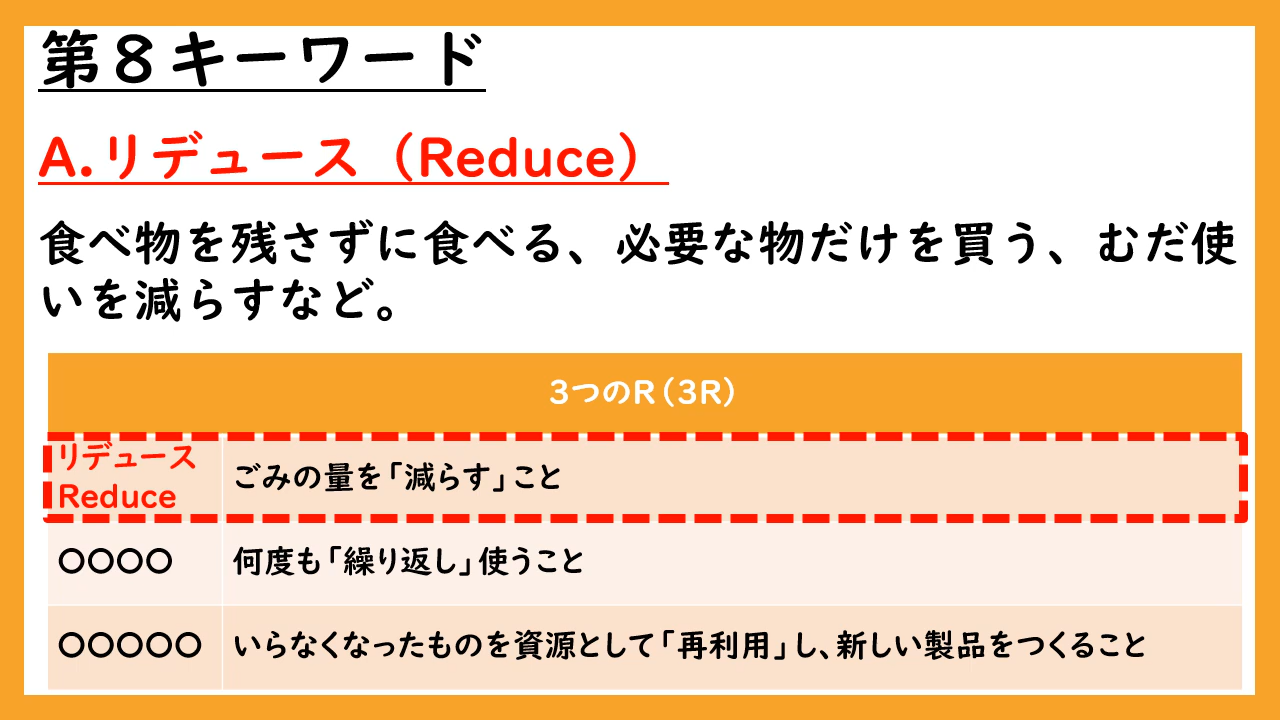 第８キーワード
A.リデュース（Reduce）
食べ物を残さずに食べる、必要な物だけを買う、むだ使
いを減らすなど。
3つのR（3R）
リデュース
Reduce
ごみの量を「減らす」こと
〇〇〇〇
何度も「繰り返し」使うこと
〇〇〇〇〇
いらなくなったものを資源として「再利用」し、新しい製品をつくること